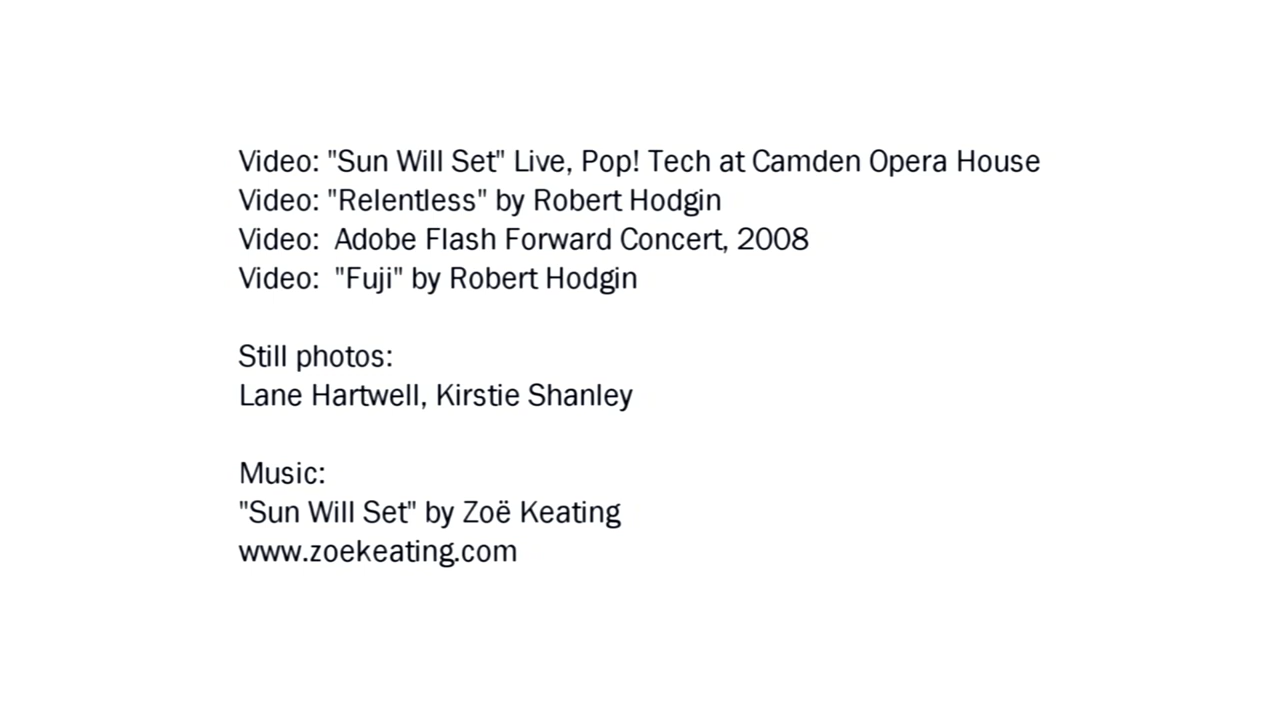 Video: "Sun Will Set" Live, Pop! Tech at Camden Opera House
Video: "Relentless" by Robert Hodgin
Video:  Adobe Flash Forward Concert, 2008
Video:  "Fuji" by Robert Hodgin
Still photos:
Lane Hartwell, Kirstie Shanley
Music:
"Sun Will Set" by Zoë Keating
www.zoekeating.com